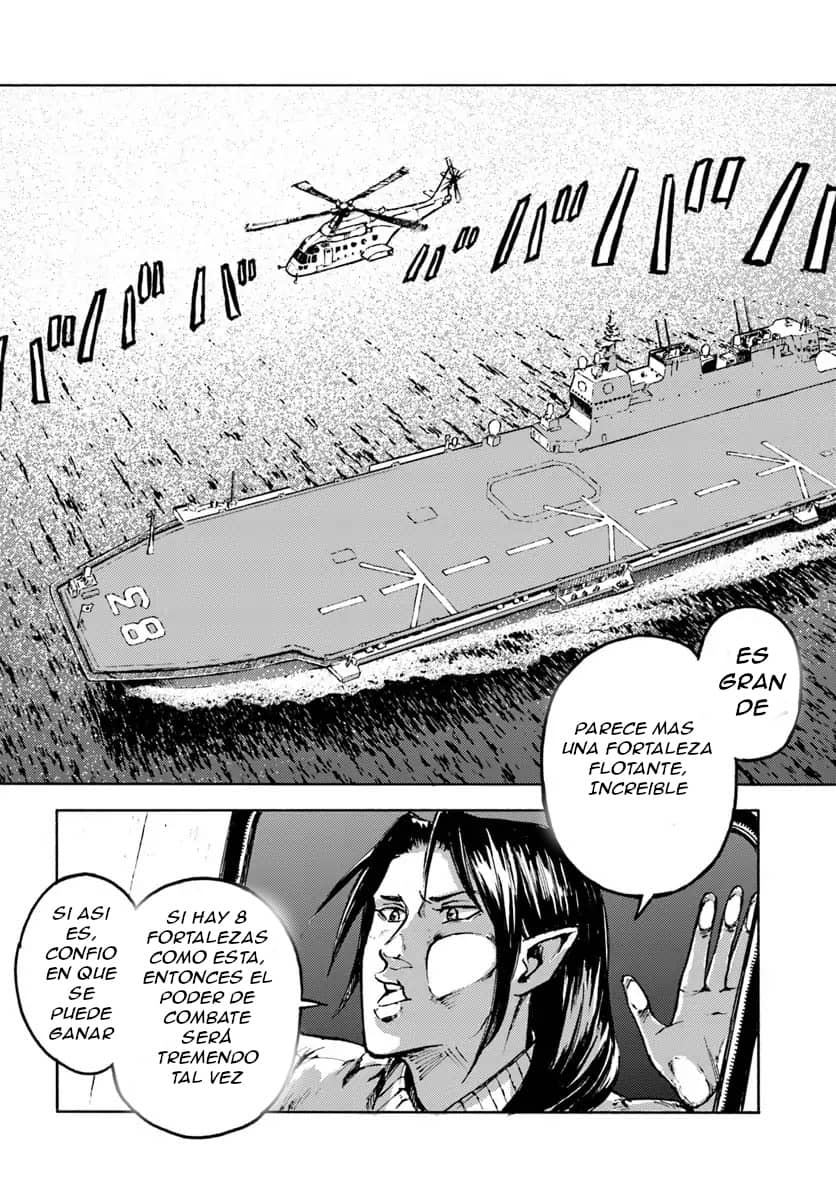 83
ES
GRAN
DE
PARECE MAS
UNA FORTALEZA
FLOTANTE,
INCREIBLE
SI HAY 8
FORTALEZAS
COMO ESTA,
ENTONCES EL
PODER DE
COMBATE
SERÁ
TREMENDO
TAL VEZ
SI ASI
ES,
CONFIO
EN QUE
SE
PUEDE
GANAR